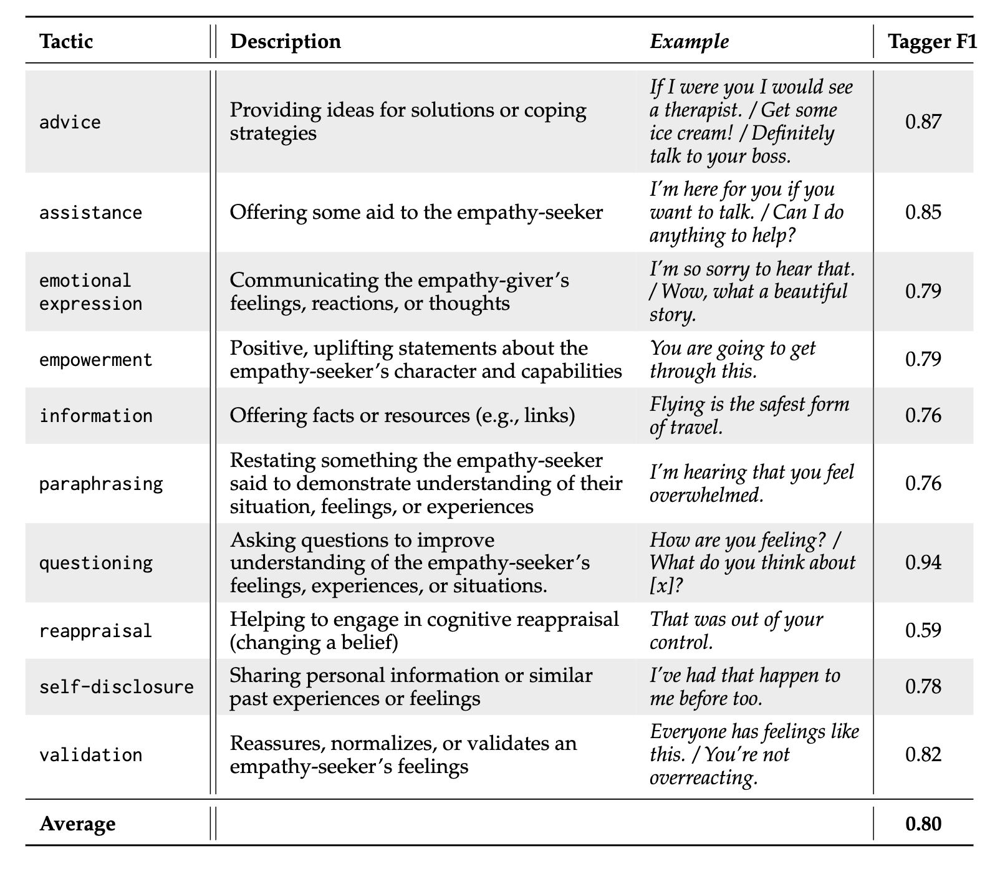 Tactic Description Example Tagger F1
advice Providing ideas for solutions or coping strategies If I were you I would see a therapist. / Get some ice cream! / Definitely talk to your boss. 0.87
assistance Offering some aid to the empathy-seeker I'm here for you if you want to talk. / Can I do anything to help? 0.85
emotional expression Communicating the empathy-giver's feelings, reactions, or thoughts I'm so sorry to hear that. / Wow, what a beautiful story. 0.79
empowerment Positive, uplifting statements about the empathy-seeker's character and capabilities You are going to get through this. 0.79
information Offering facts or resources (e.g., links) Flying is the safest form of travel. 0.76
paraphrasing Restating something the empathy-seeker said to demonstrate understanding of their situation, feelings, or experiences I'm hearing that you feel overwhelmed. 0.76
questioning Asking questions to improve understanding of the empathy-seeker's feelings, experiences, or situations. How are you feeling? / What do you think about [x]? 0.94
reappraisal Helping to engage in cognitive reappraisal (changing a belief) That was out of your control. 0.59
self-disclosure Sharing personal information or similar past experiences or feelings I've had that happen to me before too. 0.78
validation Reassures, normalizes, or validates an empathy-seeker's feelings Everyone has feelings like this. / You're not overreacting. 0.82
Average 0.80